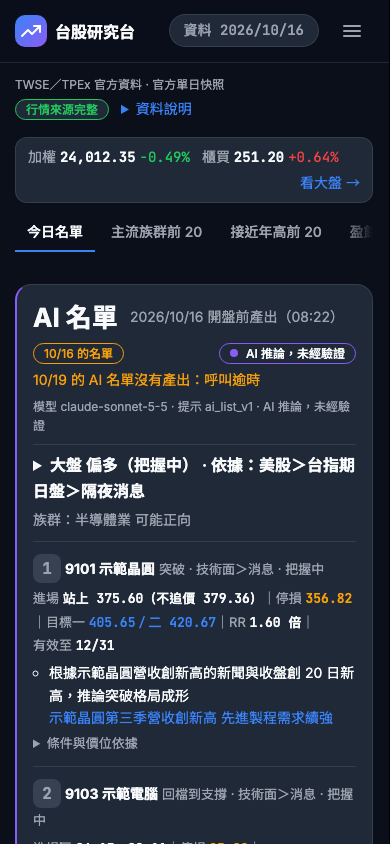 台股研究台
資料 2026/10/16
TWSE／TPEx 官方資料 · 官方單日快照
行情來源完整 ▶ 資料說明
加權 24,012.35 -0.49% 櫃買 251.20 +0.64%
看大盤 →
今日名單 主流族群前 20 接近年高前 20
AI 名單 2026/10/16 開盤前產出（08:22）
10/16 的名單 AI 推論，未經驗證
10/19 的 AI 名單沒有產出：呼叫逾時
模型 claude-sonnet-5-5 · 提示 ai_list_v1 · AI 推論，未經驗
證
▶ 大盤 偏多（把握中） · 依據：美股＞台指期
日盤＞隔夜消息
族群：半導體業 可能正向
1 9101 示範晶圓 突破 · 技術面＞消息 · 把握中
進場 站上 375.60（不追價 379.36）｜停損 356.82
｜目標一 405.65 / 二 420.67｜RR 1.60 倍｜
有效至 12/31
根據示範晶圓營收創新高的新聞與收盤創 20 日新
高，推論突破格局成形
示範晶圓第三季營收創新高 先進製程需求續強
▶ 條件與價位依據
2 9103 示範電腦 回檔到支撐 · 技術面＞消息 · 把握
中